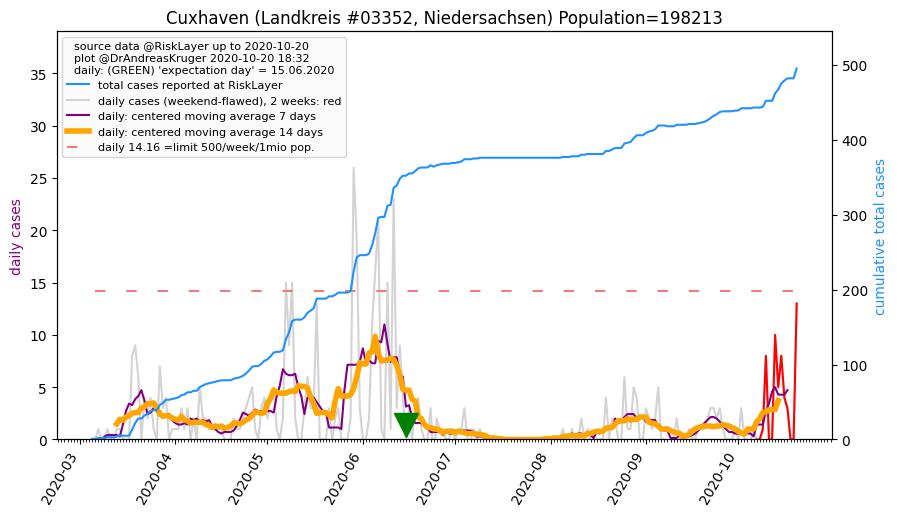 Cuxhaven (Landkreis #03352, Niedersachsen) Population=198213
source data @RiskLayer up to 2020-10-20
plot @DrAndreasKruger 2020-10-20 18:32
daily: (GREEN) 'expectation day' = 15.06.2020
total cases reported at RiskLayer
daily cases (weekend-flawed), 2 weeks: red
daily: centered moving average 7 days
daily: centered moving average 14 days
daily 14.16 =limit 500/week/1mio pop.
daily cases
35
30
25
20
15
10
5
0
500
400
300
200
100
0
cumulative total cases
2020-03
2020-04
2020-05
2020-06
2020-07
2020-08
2020-09
2020-10